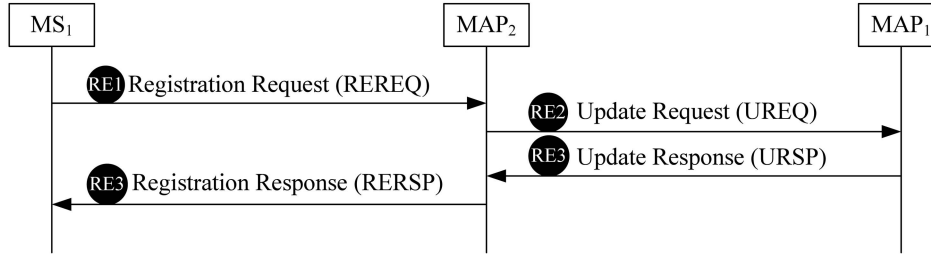 MS₁ MAP₂ MAP₁
RE1 Registration Request (REREQ)
RE2 Update Request (UREQ)
RE3 Update Response (URSP)
RE3 Registration Response (RERSP)